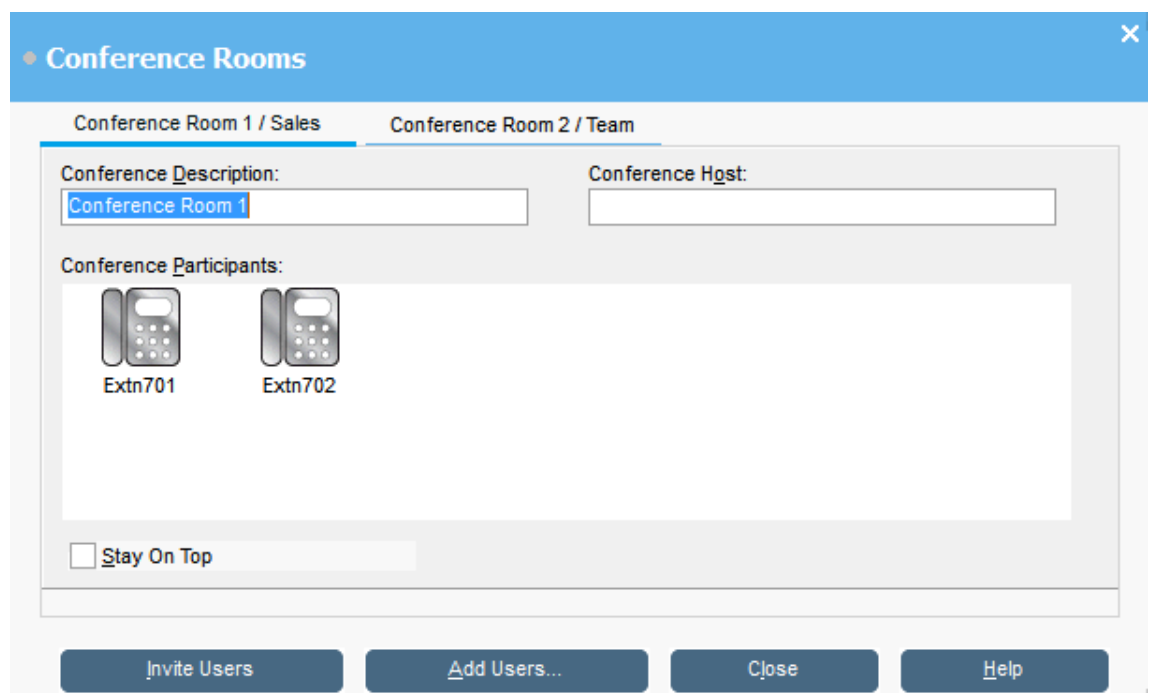 Conference Rooms
Conference Room 1 / Sales
Conference Room 2 / Team
Conference Description:
Conference Host:
Conference Room 1
Conference Participants:
Extn701
Extn702
Stay On Top
Invite Users
Add Users...
Close
Help